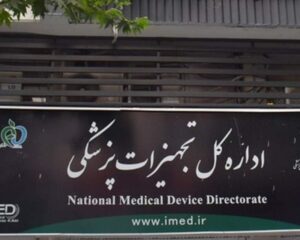 اداره کل تجهیزات پزشکی
National Medical Device Directorate
www.imed.ir